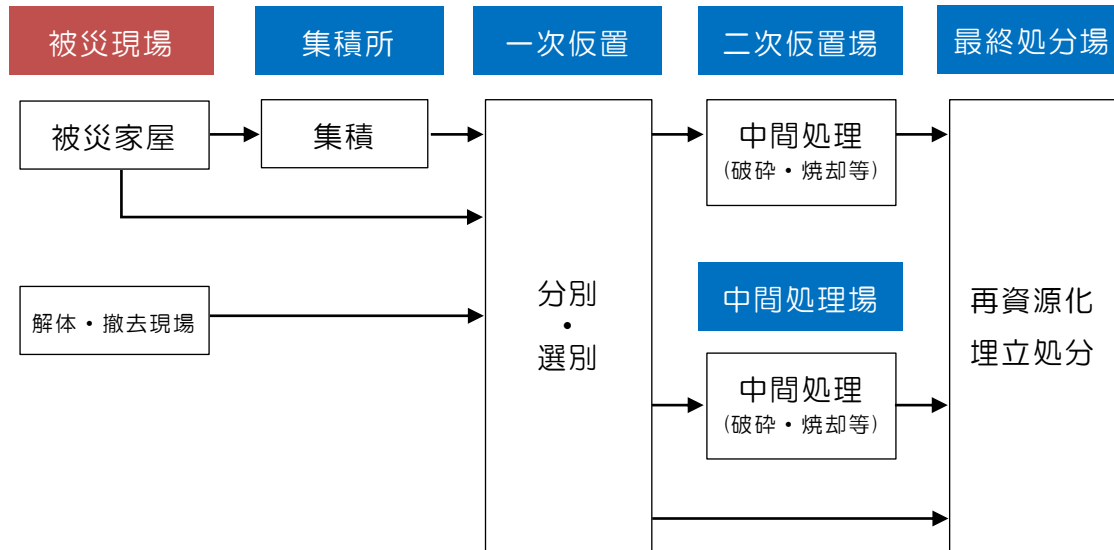 被災現場
集積所
一次仮置
二次仮置場
最終処分場
被災家屋
集積
中間処理
(破砕・焼却等)
分別
・
選別
中間処理場
再資源化
埋立処分
解体・撤去現場
中間処理
(破砕・焼却等)